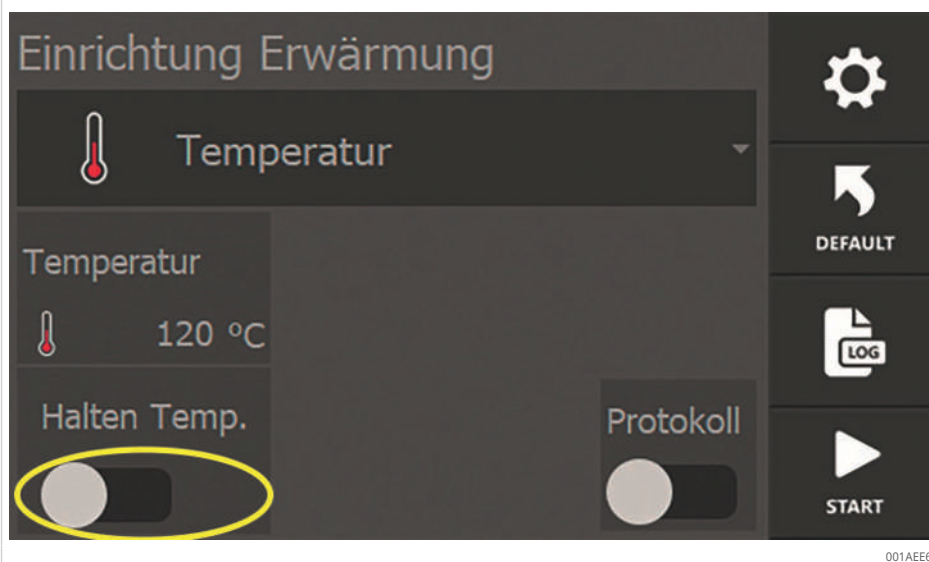 Einrichtung Erwärmung
Temperatur
DEFAULT
Temperatur
120 °C
LOG
Halten Temp.
Protokoll
START
001AEE6